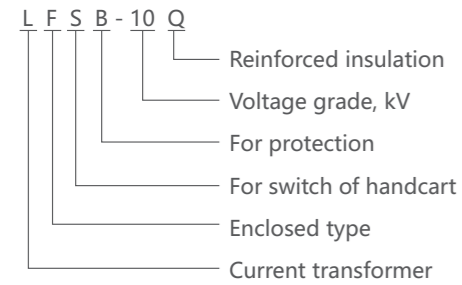 L F S B - 10 Q
Reinforced insulation
Voltage grade, kV
For protection
For switch of handcart
Enclosed type
Current transformer